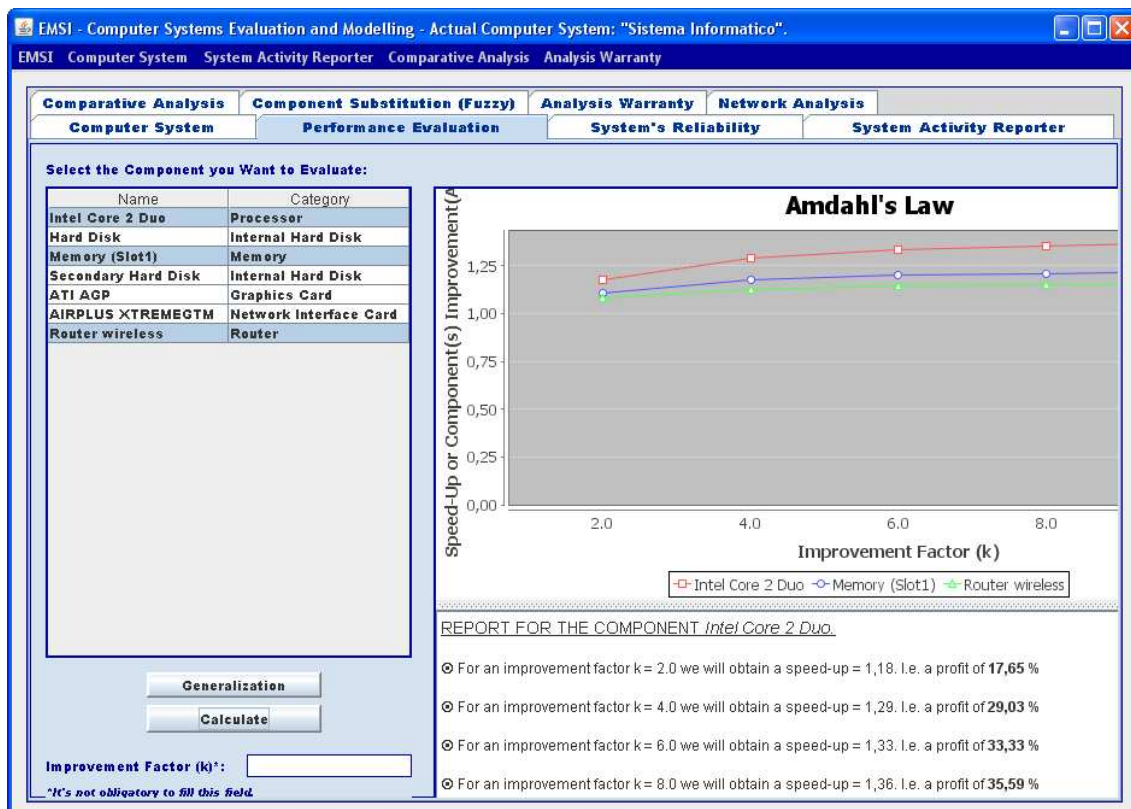 EMSI - Computer Systems Evaluation and Modelling - Actual Computer System: "Sistema Informatico".
EMSI Computer System System Activity Reporter Comparative Analysis Analysis Warranty
Comparative Analysis Component Substitution (Fuzzy) Analysis Warranty Network Analysis
Computer System Performance Evaluation System's Reliability System Activity Reporter
Select the Component you Want to Evaluate:
Name Category
Intel Core 2 Duo Processor
Hard Disk Internal Hard Disk
Memory (Slot1) Memory
Secondary Hard Disk Internal Hard Disk
ATI AGP Graphics Card
AIRPLUS XTREMEGTM Network Interface Card
Router wireless Router
Generalization
Calculate
Improvement Factor (k)*:
*It's not obligatory to fill this field.
Amdahl's Law
Speed-Up or Component(s) Improvement(A
1,25
1,00
0,75
0,50
0,25
0,00
2.0 4.0 6.0 8.0
Improvement Factor (k)
Intel Core 2 Duo Memory (Slot1) Router wireless
REPORT FOR THE COMPONENT Intel Core 2 Duo.
For an improvement factor k = 2.0 we will obtain a speed-up = 1,18. I.e. a profit of 17,65 %
For an improvement factor k = 4.0 we will obtain a speed-up = 1,29. I.e. a profit of 29,03 %
For an improvement factor k = 6.0 we will obtain a speed-up = 1,33. I.e. a profit of 33,33 %
For an improvement factor k = 8.0 we will obtain a speed-up = 1,36. I.e. a profit of 35,59 %